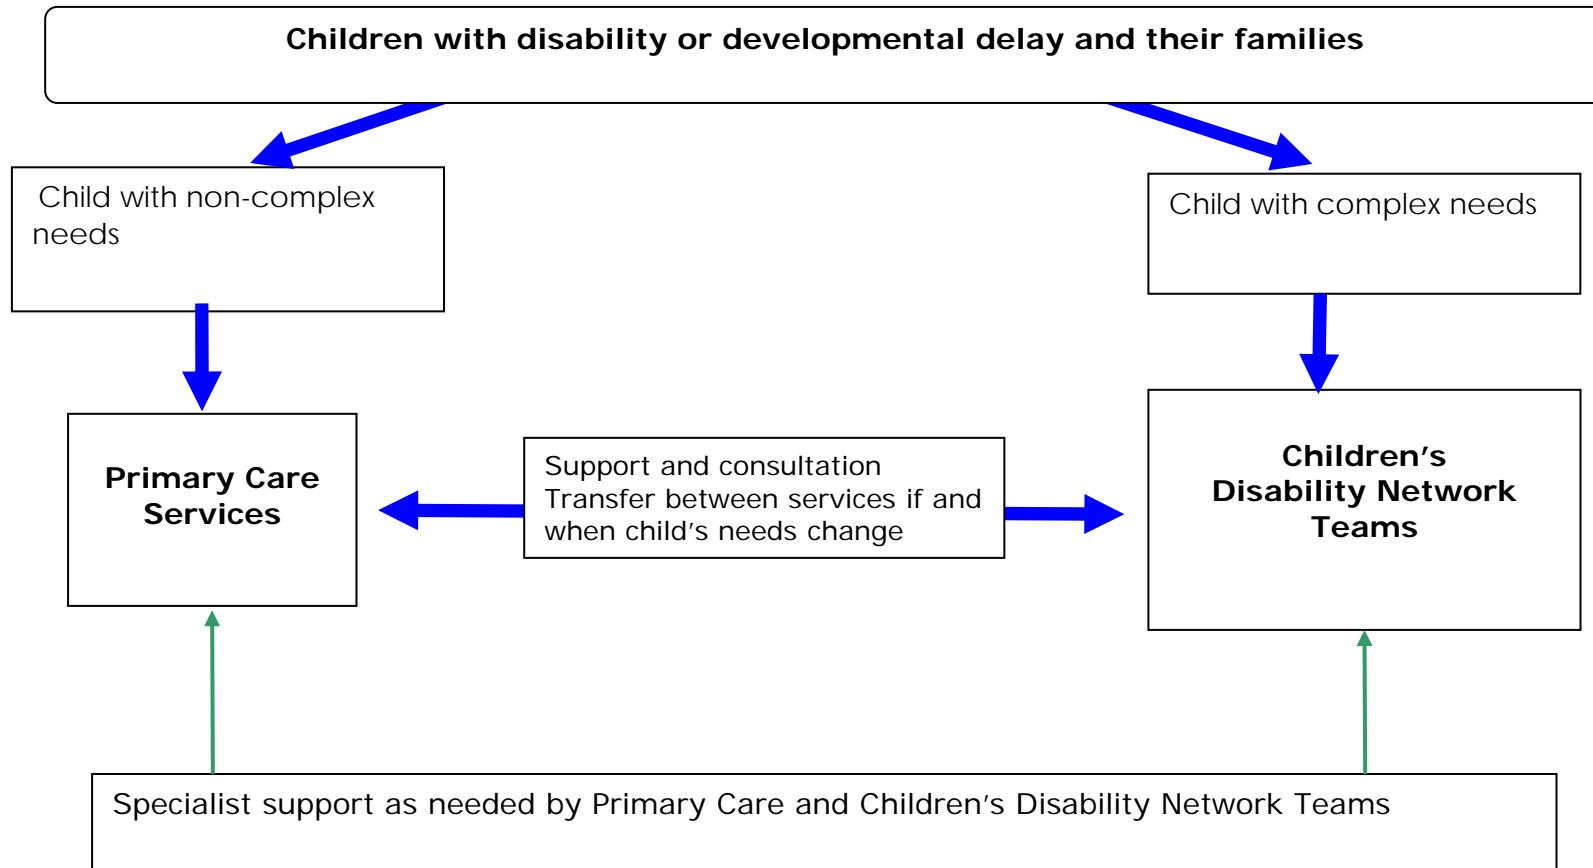 Children with disability or developmental delay and their families
Child with non-complex
needs
Child with complex needs
Primary Care
Services
Support and consultation
Transfer between services if and
when child's needs change
Children's
Disability Network
Teams
Specialist support as needed by Primary Care and Children's Disability Network Teams